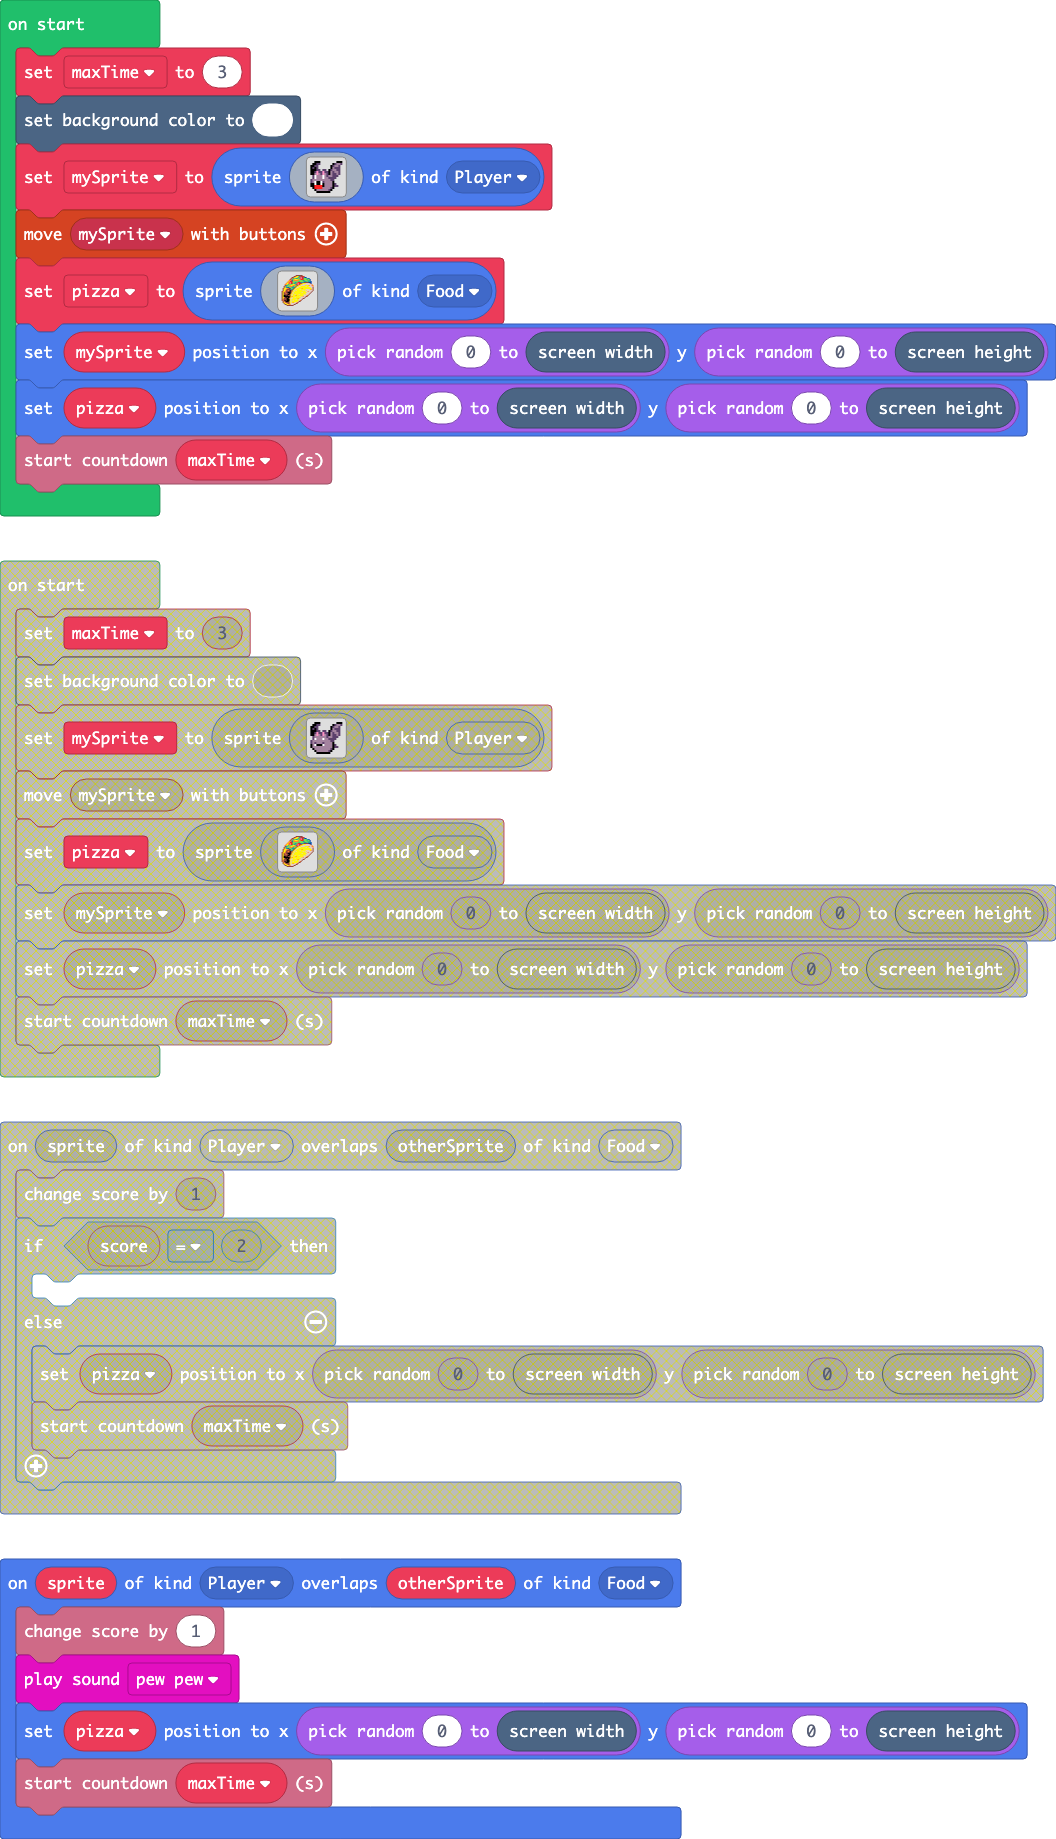 on start
set maxTime to 3
set background color to
set mySprite to sprite of kind Player
move mySprite with buttons
set pizza to sprite of kind Food
set mySprite position to x pick random 0 to screen width y pick random 0 to screen height
set pizza position to x pick random 0 to screen width y pick random 0 to screen height
start countdown maxTime (s)
on start
set maxTime to 3
set background color to
set mySprite to sprite of kind Player
move mySprite with buttons
set pizza to sprite of kind Food
set mySprite position to x pick random 0 to screen width y pick random 0 to screen height
set pizza position to x pick random 0 to screen width y pick random 0 to screen height
start countdown maxTime (s)
on sprite of kind Player overlaps otherSprite of kind Food
change score by 1
if score = 2 then
else
set pizza position to x pick random 0 to screen width y pick random 0 to screen height
start countdown maxTime (s)
on sprite of kind Player overlaps otherSprite of kind Food
change score by 1
play sound pew pew
set pizza position to x pick random 0 to screen width y pick random 0 to screen height
start countdown maxTime (s)